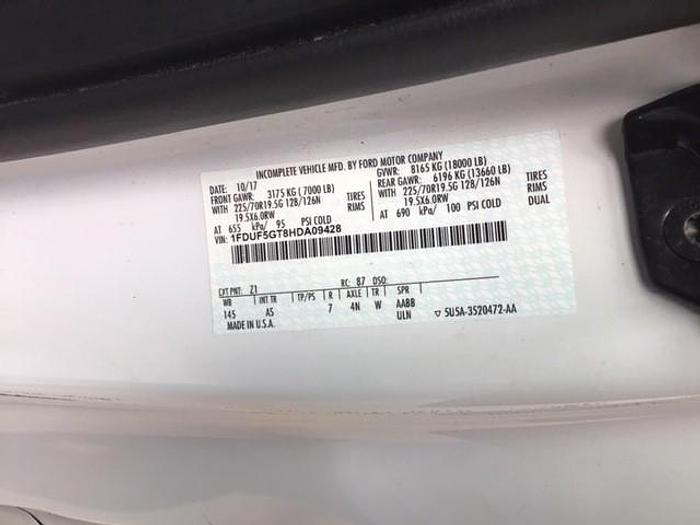 INCOMPLETE VEHICLE MFD. BY FORD MOTOR COMPANY
DATE: 10/17 GVWR: 8165 KG (18000 LB)
FRONT GAWR: 3175 KG (7000 LB) REAR GAWR: 6196 KG (13660 LB)
WITH 225/70R19.5G 128/126N TIRES WITH 225/70R19.5G 128/126N TIRES
19.5X6.0RW RIMS 19.5X6.0RW RIMS
AT 655 kPa/ 95 PSI COLD AT 690 kPa/ 100 PSI COLD DUAL
VIN: 1FDUF5GT8HDA09428
EXT PNT: Z1 RC: 87 DSO:
WB INT TR TP/PS R AXLE TR SPR
145 AS 7 4N W AABB
MADE IN U.S.A. ULN ▽ 5U5A-3520472-AA